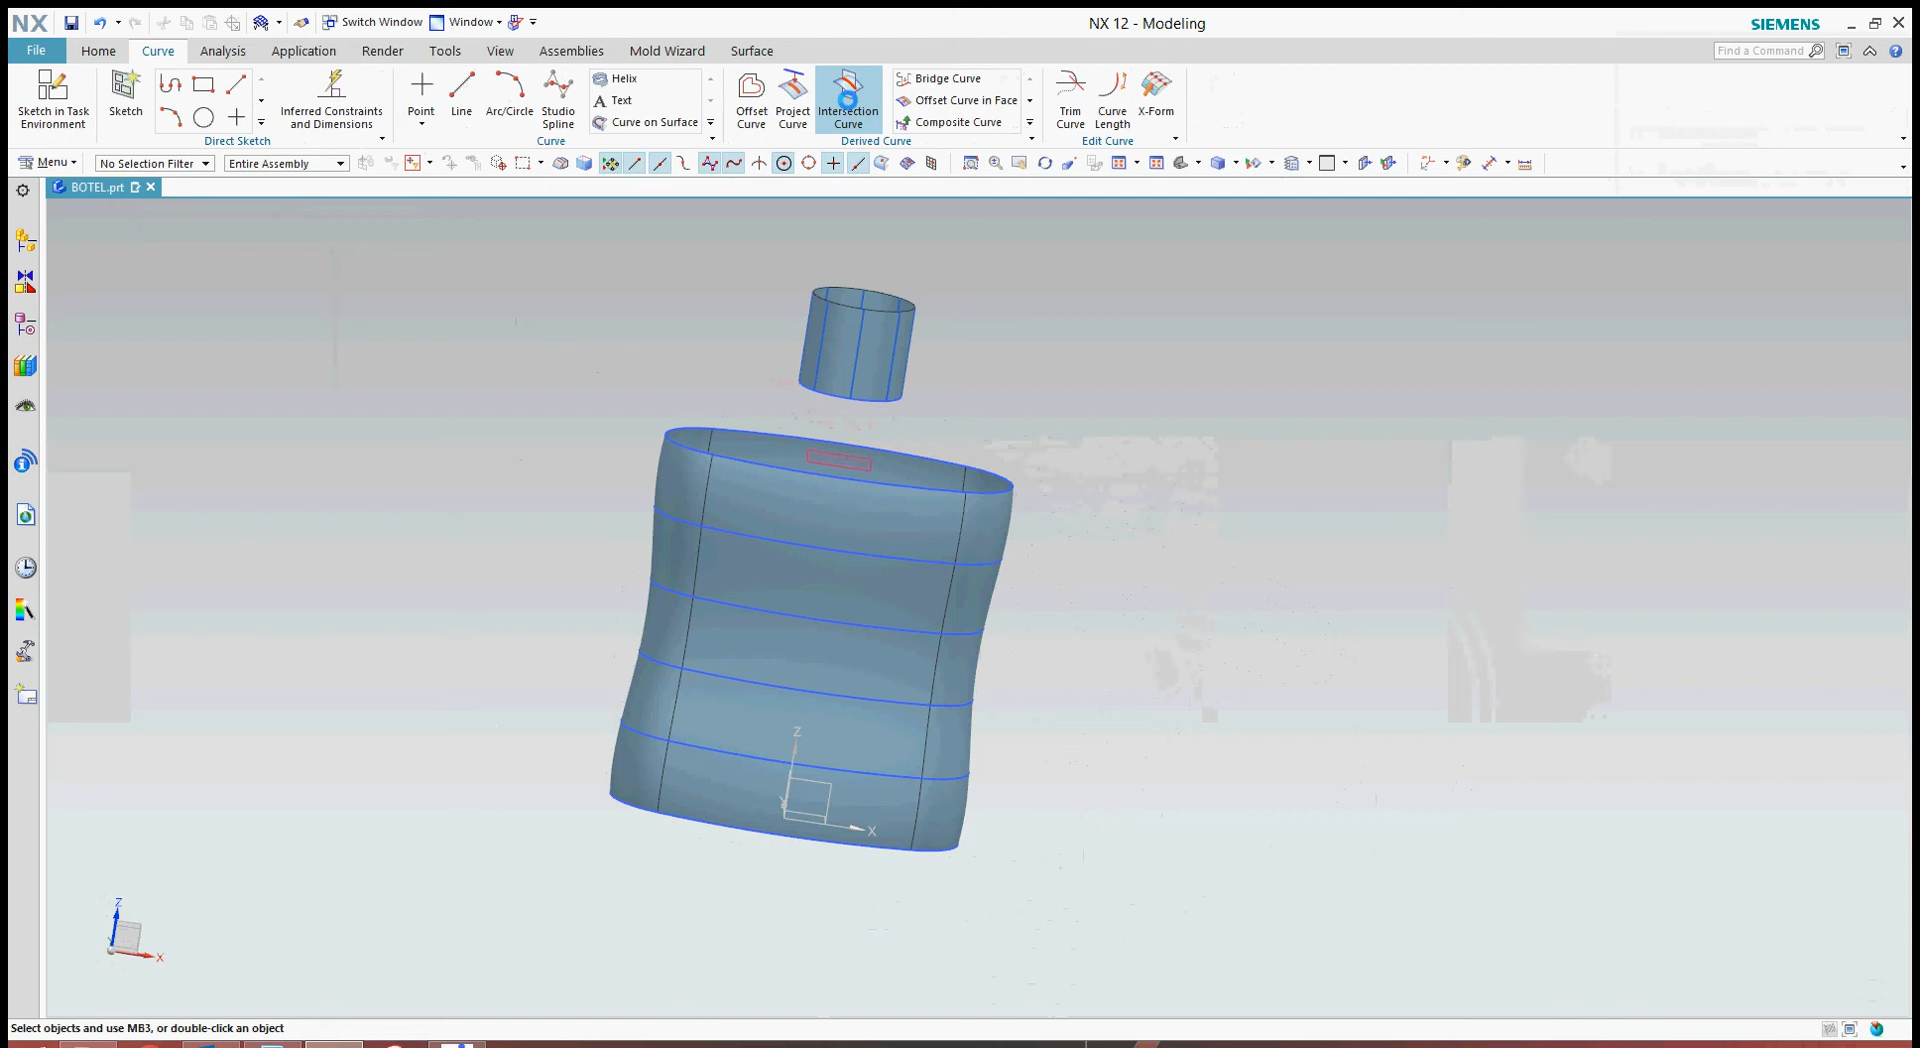 NX
Switch Window
Window
NX 12 - Modeling
SIEMENS
File
Home
Curve
Analysis
Application
Render
Tools
View
Assemblies
Mold Wizard
Surface
Find a Command
Sketch in Task Environment
Sketch
Inferred Constraints and Dimensions
Direct Sketch
Point
Line
Arc/Circle
Studio Spline
Helix
Text
Curve on Surface
Curve
Offset Curve
Project Curve
Intersection Curve
Bridge Curve
Offset Curve in Face
Composite Curve
Derived Curve
Trim Curve
Curve Length
X-Form
Edit Curve
Menu
No Selection Filter
Entire Assembly
BOTEL.prt
Z
X
Z
X
Select objects and use MB3, or double-click an object